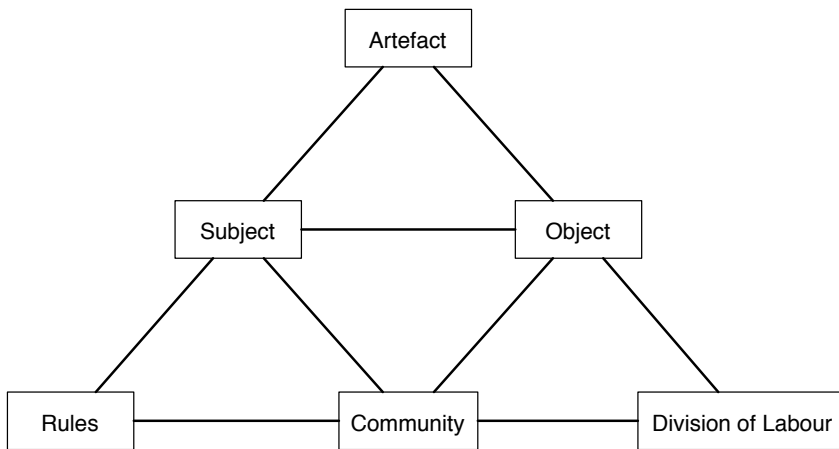 Artefact
Subject
Object
Rules
Community
Division of Labour